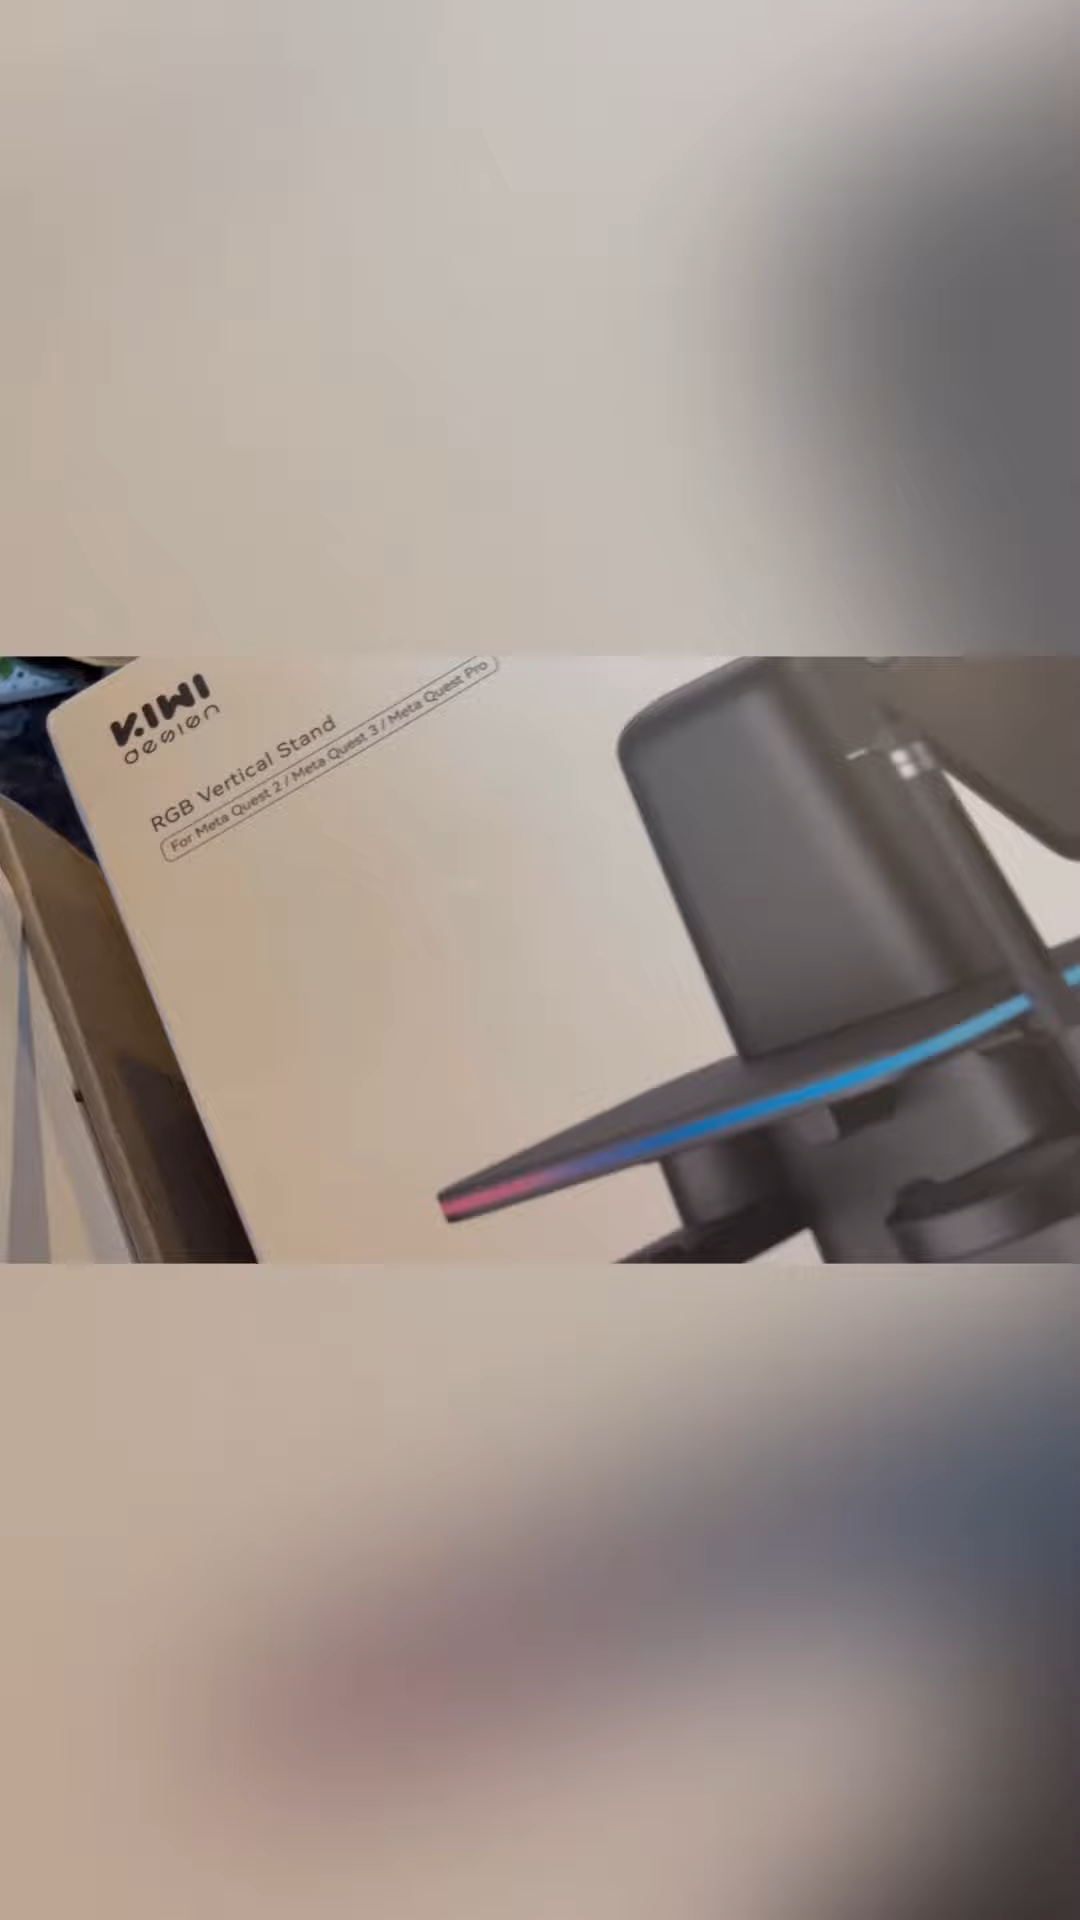 KIWI
design
RGB Vertical Stand
For Meta Quest 2 / Meta Quest 3 / Meta Quest Pro